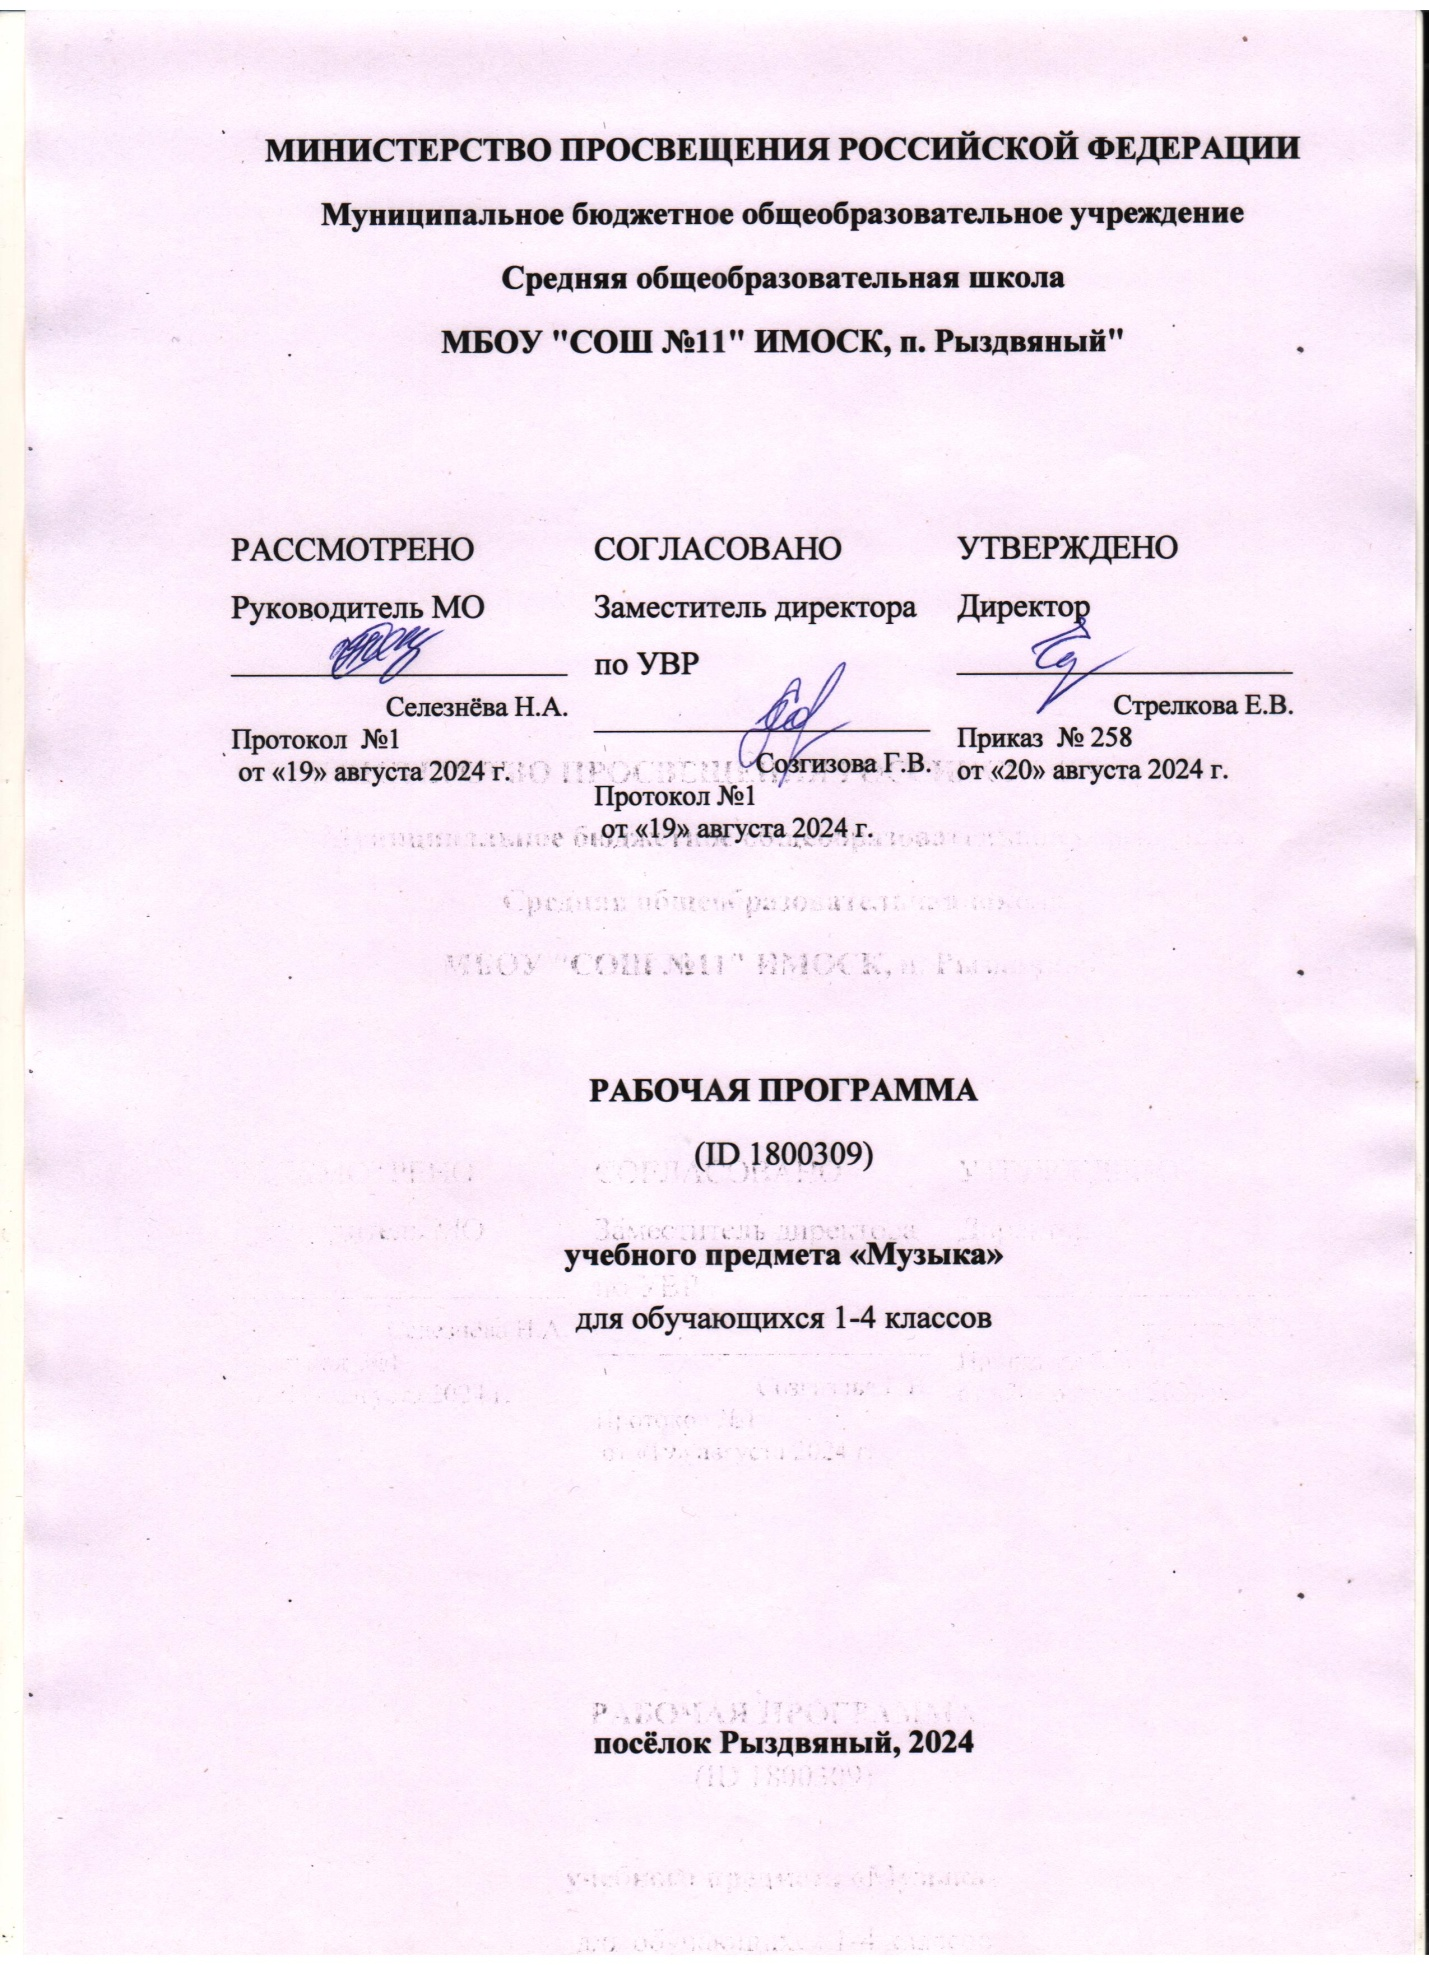 МИНИСТЕРСТВО ПРОСВЕЩЕНИЯ РОССИЙСКОЙ ФЕДЕРАЦИИ
Муниципальное бюджетное общеобразовательное учреждение
Средняя общеобразовательная школа
МБОУ "СОШ №11" ИМОСК, п. Рыздвяный"
РАССМОТРЕНО
Руководитель МО
Селезнёва Н.А.
Протокол №1
от «19» августа 2024 г.
СОГЛАСОВАНО
Заместитель директора
по УВР
Созгизова Г.В.
Протокол №1
от «19» августа 2024 г.
УТВЕРЖДЕНО
Директор
Стрелкова Е.В.
Приказ № 258
от «20» августа 2024 г.
РАБОЧАЯ ПРОГРАММА
(ID 1800309)
учебного предмета «Музыка»
для обучающихся 1-4 классов
посёлок Рыздвяный, 2024